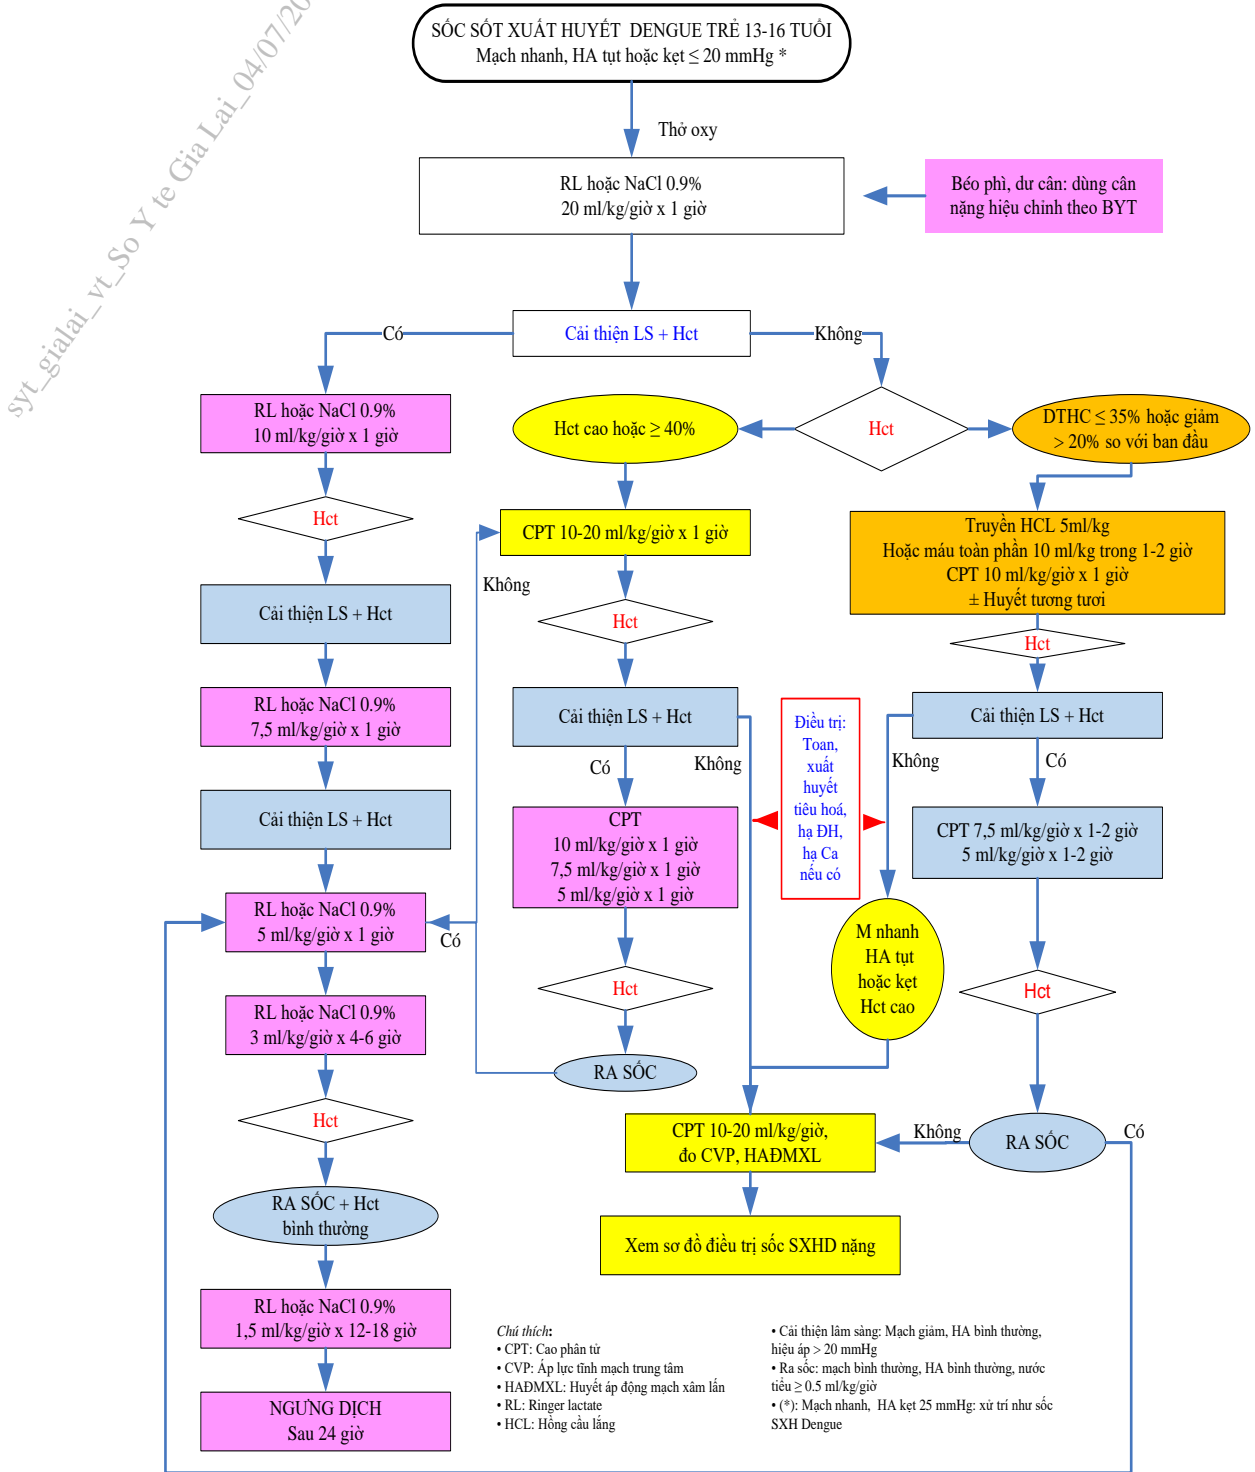 SỐC SỐT XUẤT HUYẾT DENGUE TRẺ 13-16 TUỔI
Mạch nhanh, HA tụt hoặc kẹt ≤ 20 mmHg *
syt_gialai_vt_So Y te Gia Lai_04/07/20
Thở oxy
RL hoặc NaCl 0.9%
20 ml/kg/giờ x 1 giờ
Béo phì, dư cân: dùng cân
nặng hiệu chỉnh theo BYT
Có
Cải thiện LS + Hct
Không
RL hoặc NaCl 0.9%
10 ml/kg/giờ x 1 giờ
Hct cao hoặc ≥ 40%
Hct
DTHC ≤ 35% hoặc giảm
> 20% so với ban đầu
Hct
CPT 10-20 ml/kg/giờ x 1 giờ
Truyền HCL 5ml/kg
Hoặc máu toàn phần 10 ml/kg trong 1-2 giờ
CPT 10 ml/kg/giờ x 1 giờ
± Huyết tương tươi
Không
Cải thiện LS + Hct
Hct
Hct
RL hoặc NaCl 0.9%
7,5 ml/kg/giờ x 1 giờ
Cải thiện LS + Hct
Điều trị:
Toan,
xuất
huyết
tiêu hoá,
hạ ĐH,
hạ Ca
nếu có
Cải thiện LS + Hct
Có
Không
Không
Có
Cải thiện LS + Hct
CPT
10 ml/kg/giờ x 1 giờ
7,5 ml/kg/giờ x 1 giờ
5 ml/kg/giờ x 1 giờ
CPT 7,5 ml/kg/giờ x 1-2 giờ
5 ml/kg/giờ x 1-2 giờ
RL hoặc NaCl 0.9%
5 ml/kg/giờ x 1 giờ
Có
M nhanh
HA tụt
hoặc kẹt
Hct cao
Hct
Hct
RL hoặc NaCl 0.9%
3 ml/kg/giờ x 4-6 giờ
RA SỐC
Hct
CPT 10-20 ml/kg/giờ,
đo CVP, HAĐMXL
Không
RA SỐC
Có
RA SỐC + Hct
bình thường
Xem sơ đồ điều trị sốc SXHD nặng
RL hoặc NaCl 0.9%
1,5 ml/kg/giờ x 12-18 giờ
NGƯNG DỊCH
Sau 24 giờ
Chú thích:
• CPT: Cao phân tử
• CVP: Áp lực tĩnh mạch trung tâm
• HAĐMXL: Huyết áp động mạch xâm lấn
• RL: Ringer lactate
• HCL: Hồng cầu lắng
• Cải thiện lâm sàng: Mạch giảm, HA bình thường,
hiệu áp > 20 mmHg
• Ra sốc: mạch bình thường, HA bình thường, nước
tiểu ≥ 0.5 ml/kg/giờ
• (*): Mạch nhanh, HA kẹt 25 mmHg: xử trí như sốc
SXH Dengue